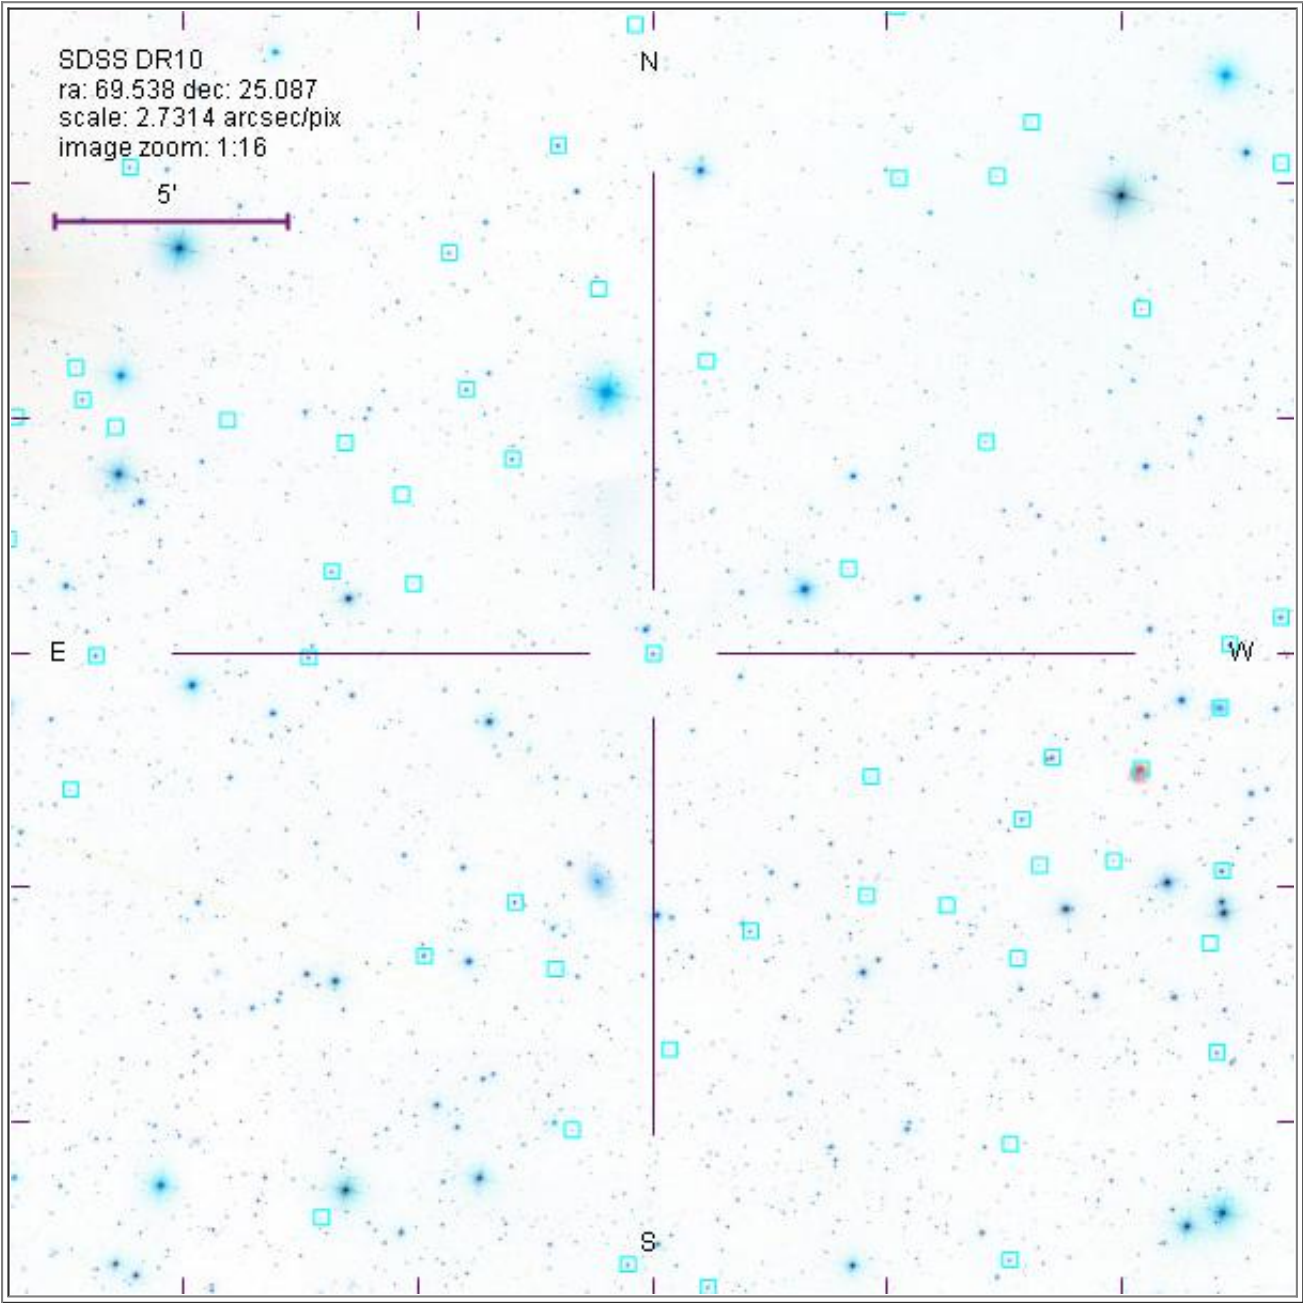 SDSS DR10
ra: 69.538 dec: 25.087
scale: 2.7314 arcsec/pix
image zoom: 1:16
5'
N
E
W
S